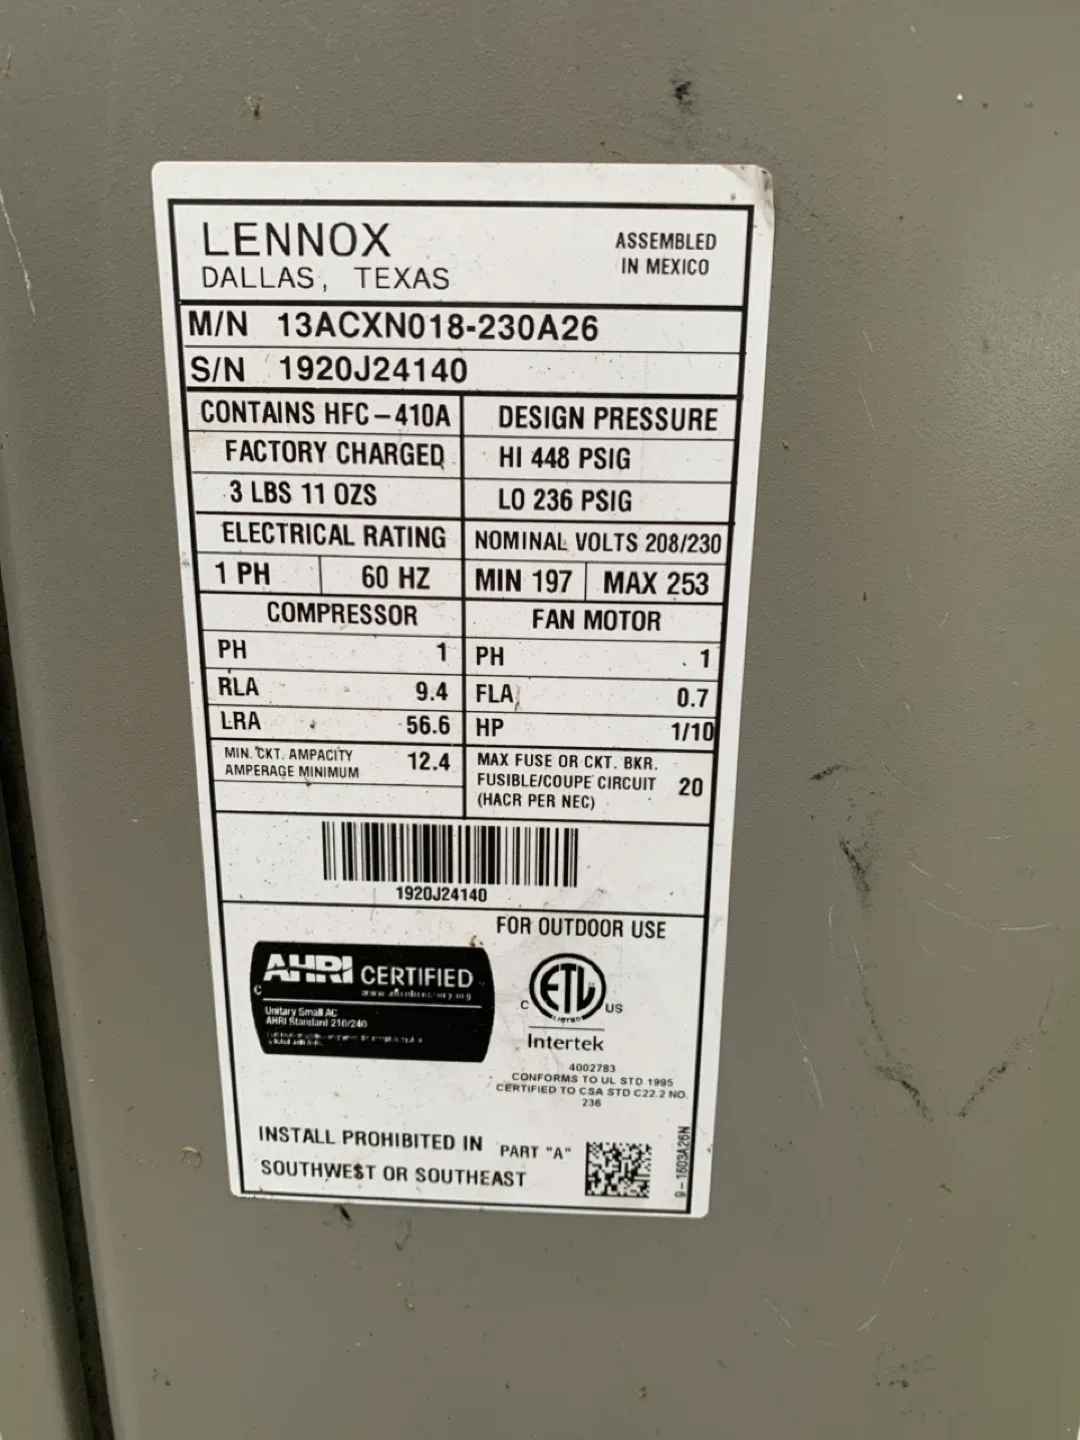 LENNOX
DALLAS, TEXAS
ASSEMBLED
IN MEXICO
M/N 13ACXN018-230A26
S/N 1920J24140
CONTAINS HFC-410A
FACTORY CHARGED
3 LBS 11 OZS
DESIGN PRESSURE
HI 448 PSIG
LO 236 PSIG
ELECTRICAL RATING
NOMINAL VOLTS 208/230
1 PH 60 HZ
MIN 197 MAX 253
COMPRESSOR
PH 1
RLA 9.4
LRA 56.6
MIN. CKT. AMPACITY
AMPERAGE MINIMUM 12.4
FAN MOTOR
PH 1
FLA 0.7
HP 1/10
MAX FUSE OR CKT. BKR.
FUSIBLE/COUPE CIRCUIT 20
(HACR PER NEC)
1920J24140
FOR OUTDOOR USE
C
AHRI CERTIFIED
Unitary Small AC
AHRI Standard 210/240
C ETL US
LISTED
Intertek
4002783
CONFORMS TO UL STD 1995
CERTIFIED TO CSA STD C22.2 NO.
236
INSTALL PROHIBITED IN
SOUTHWEST OR SOUTHEAST
PART "A"
9-1603A26N